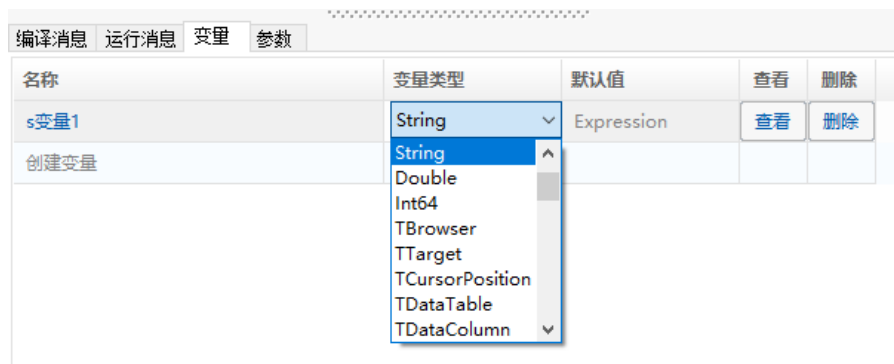 编译消息 运行消息 变量 参数
名称 变量类型 默认值 查看 删除
s变量1 String Expression 查看 删除
创建变量
String
Double
Int64
TBrowser
TTarget
TCursorPosition
TDataTable
TDataColumn